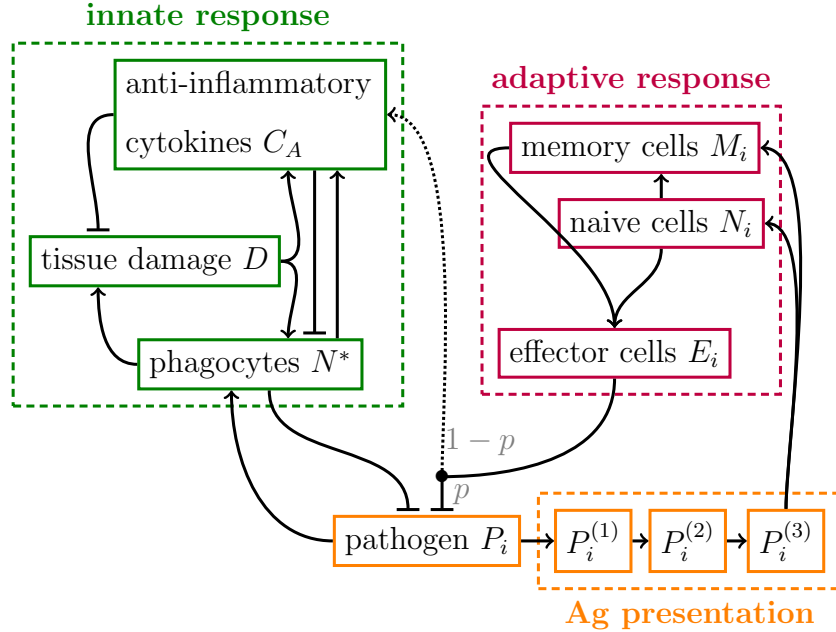 innate response
anti-inflammatory
cytokines $C_A$
tissue damage $D$
phagocytes $N^*$
adaptive response
memory cells $M_i$
naive cells $N_i$
effector cells $E_i$
$1 - p$
$p$
pathogen $P_i$
$P_i^{(1)}$
$P_i^{(2)}$
$P_i^{(3)}$
Ag presentation